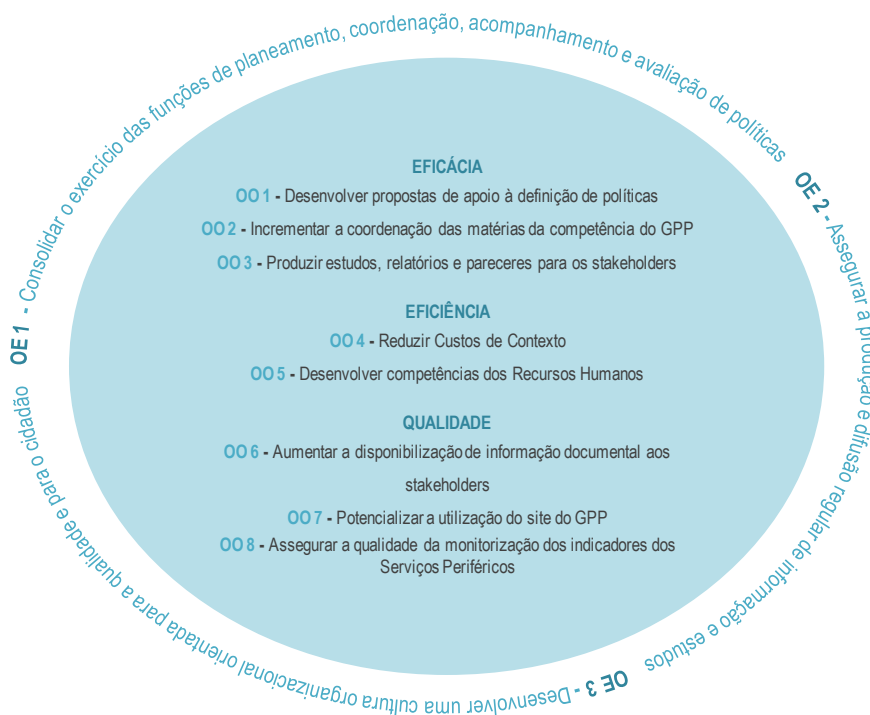 OE 1 - Consolidar o exercício das funções de planeamento, coordenação, acompanhamento e avaliação de políticas
OE 2 - Assegurar a produção e difusão regular de informação e estudos
OE 3 - Desenvolver uma cultura organizacional orientada para a qualidade e para o cidadão
EFICÁCIA
OO 1 - Desenvolver propostas de apoio à definição de políticas
OO 2 - Incrementar a coordenação das matérias da competência do GPP
OO 3 - Produzir estudos, relatórios e pareceres para os stakeholders
EFICIÊNCIA
OO 4 - Reduzir Custos de Contexto
OO 5 - Desenvolver competências dos Recursos Humanos
QUALIDADE
OO 6 - Aumentar a disponibilização de informação documental aos
stakeholders
OO 7 - Potencializar a utilização do site do GPP
OO 8 - Assegurar a qualidade da monitorização dos indicadores dos
Serviços Periféricos